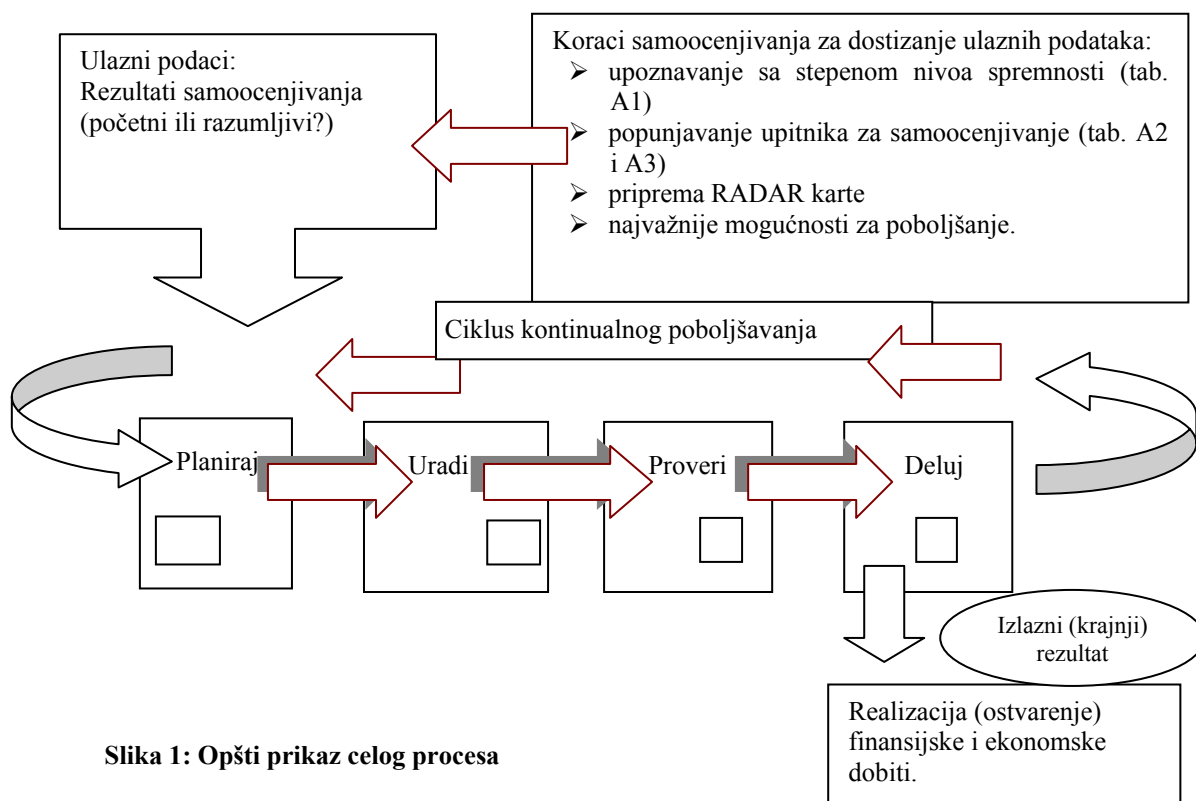 Ulazni podaci:
Rezultati samoocenjivanja
(početni ili razumljivi?)
Koraci samoocenjivanja za dostizanje ulaznih podataka:
➢ upoznavanje sa stepenom nivoa spremnosti (tab.
A1)
➢ popunjavanje upitnika za samoocenjivanje (tab. A2
i A3)
➢ priprema RADAR karte
➢ najvažnije mogućnosti za poboljšanje.
Ciklus kontinualnog poboljšavanja
Planiraj
Uradi
Proveri
Deluj
Izlazni (krajnji)
rezultat
Realizacija (ostvarenje)
finansijske i ekonomske
dobiti.
Slika 1: Opšti prikaz celog procesa